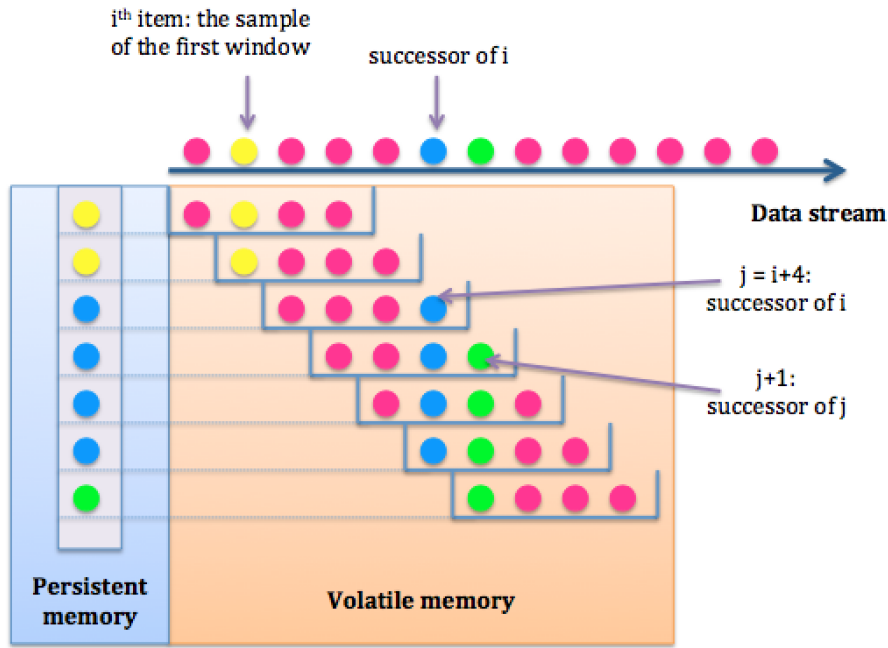 iᵗʰ item: the sample
of the first window
successor of i
Data stream
j = i+4:
successor of i
j+1:
successor of j
Persistent
memory
Volatile memory